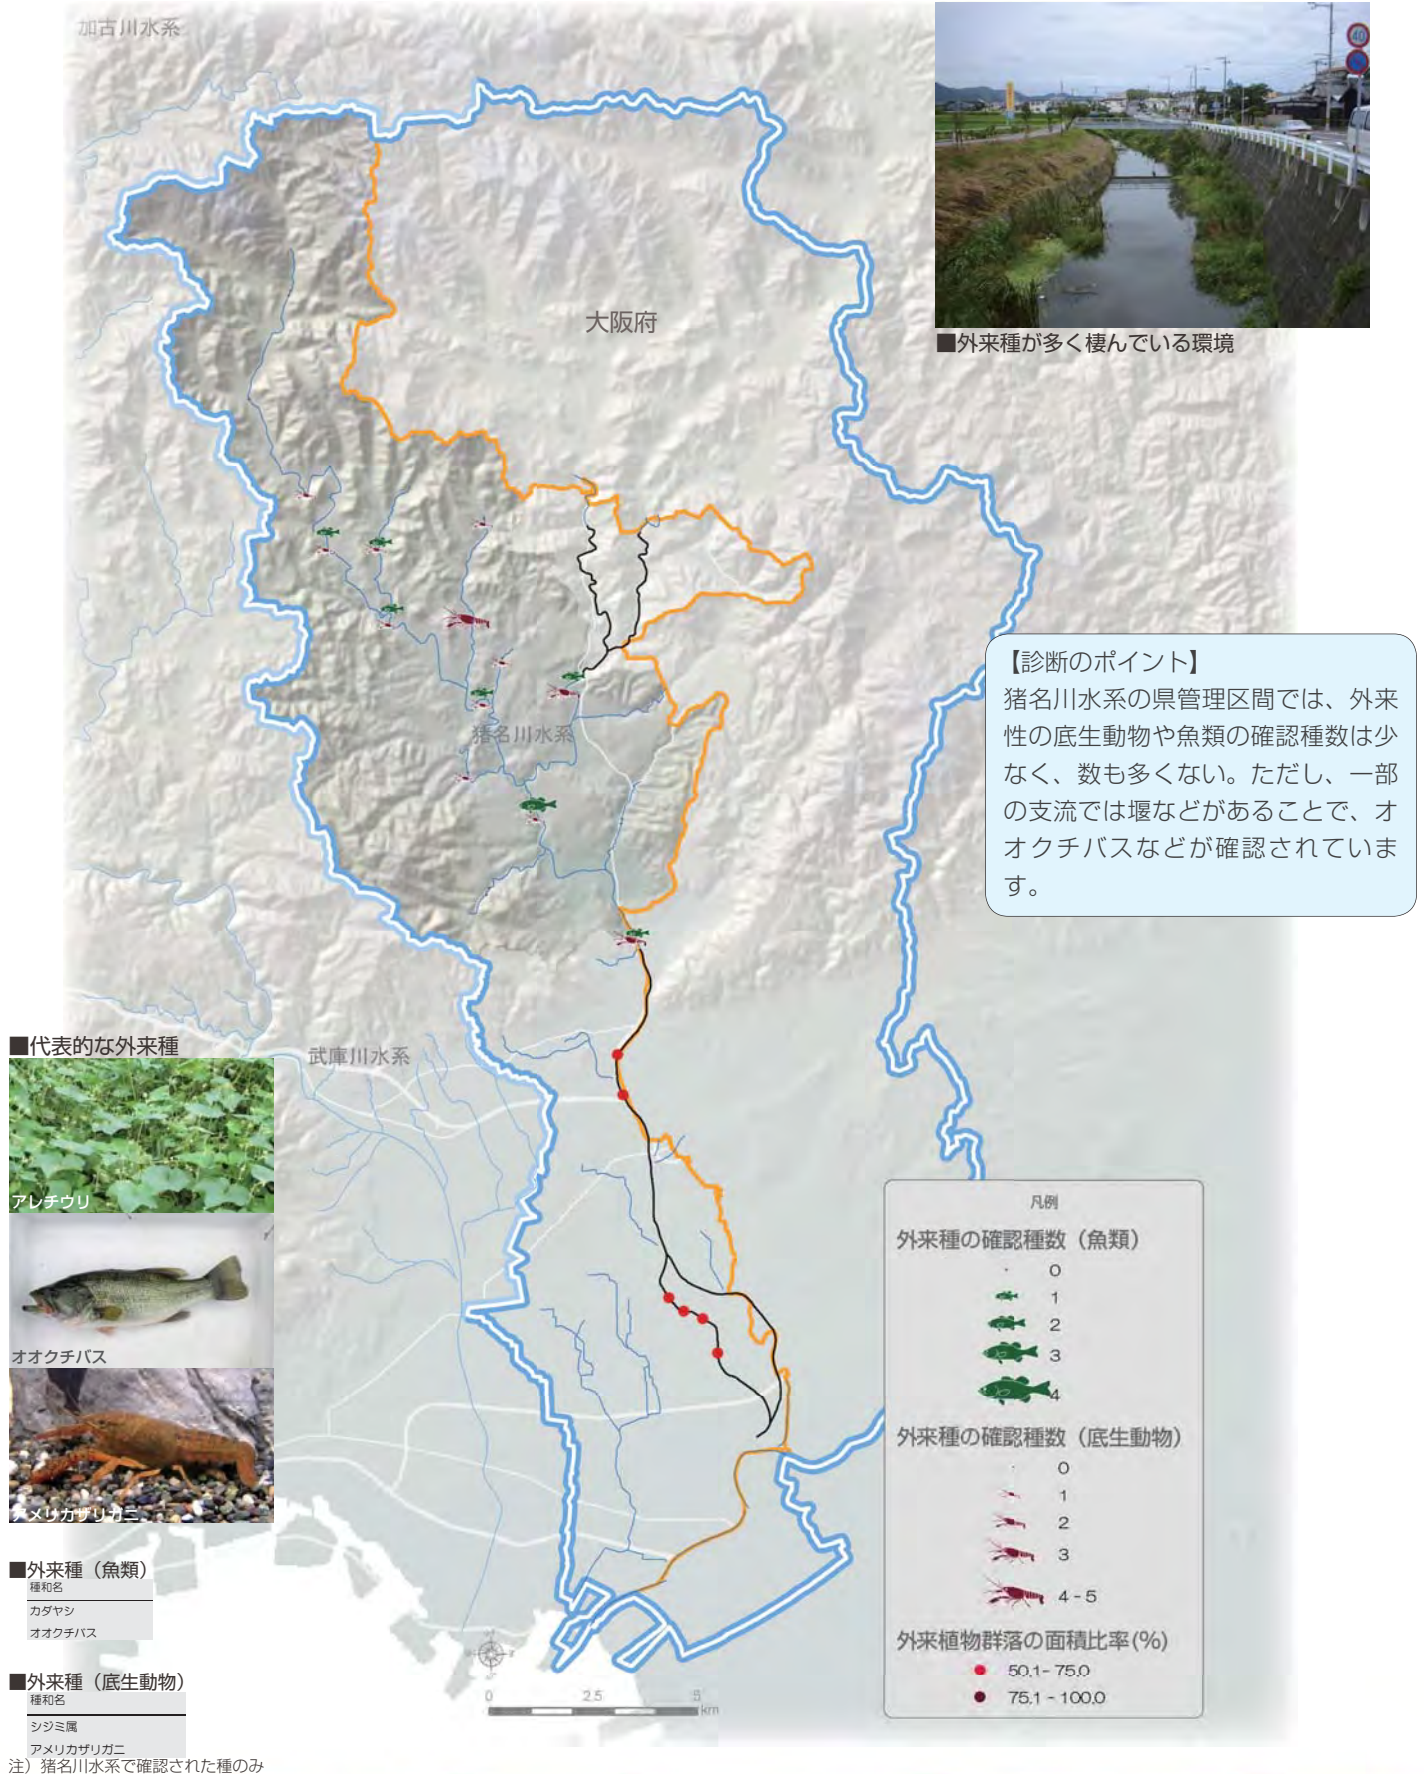 加古川水系
大阪府
■外来種が多く棲んでいる環境
【診断のポイント】
猪名川水系の県管理区間では、外来
性の底生動物や魚類の確認種数は少
なく、数も多くない。ただし、一部
の支流では堰などがあることで、オ
オクチバスなどが確認されていま
す。
猪名川水系
■代表的な外来種
武庫川水系
アレチウリ
オオクチバス
アメリカザリガニ
■外来種（魚類）
種和名
カダヤシ
オオクチバス
■外来種（底生動物）
種和名
シジミ属
アメリカザリガニ
注）猪名川水系で確認された種のみ
凡例
外来種の確認種数（魚類）
0
1
2
3
4
外来種の確認種数（底生動物）
0
1
2
3
4 - 5
外来植物群落の面積比率(%)
50.1 - 75.0
75.1 - 100.0
0 2.5 5
km
40